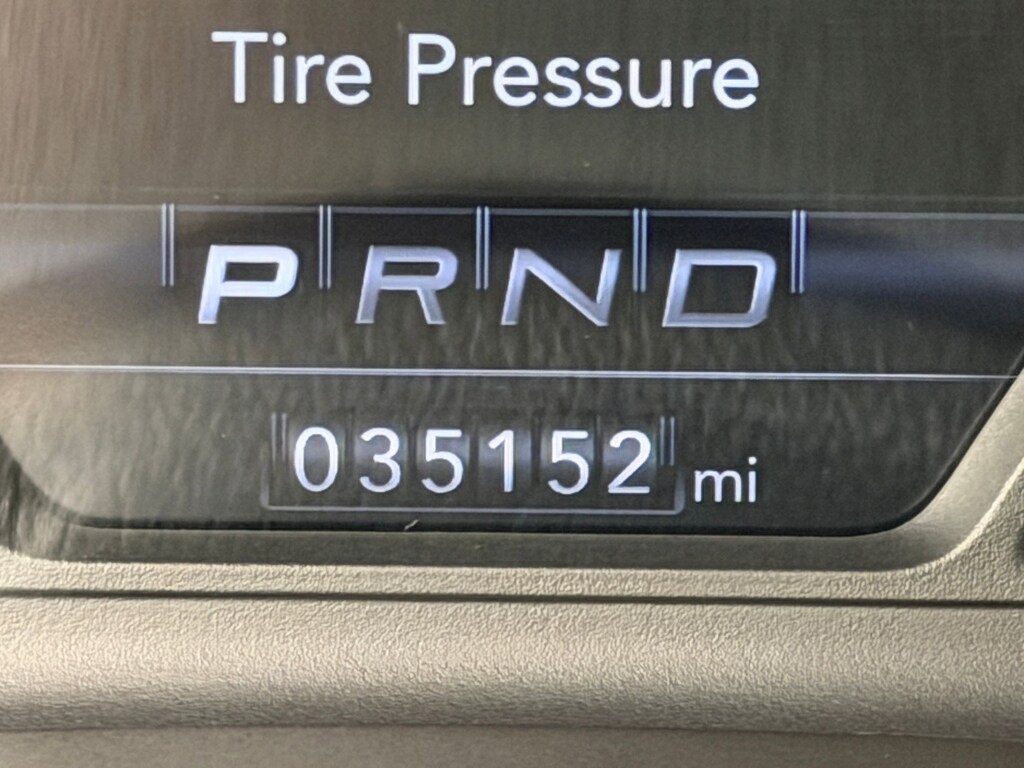 Tire Pressure
P R N D
035152 mi